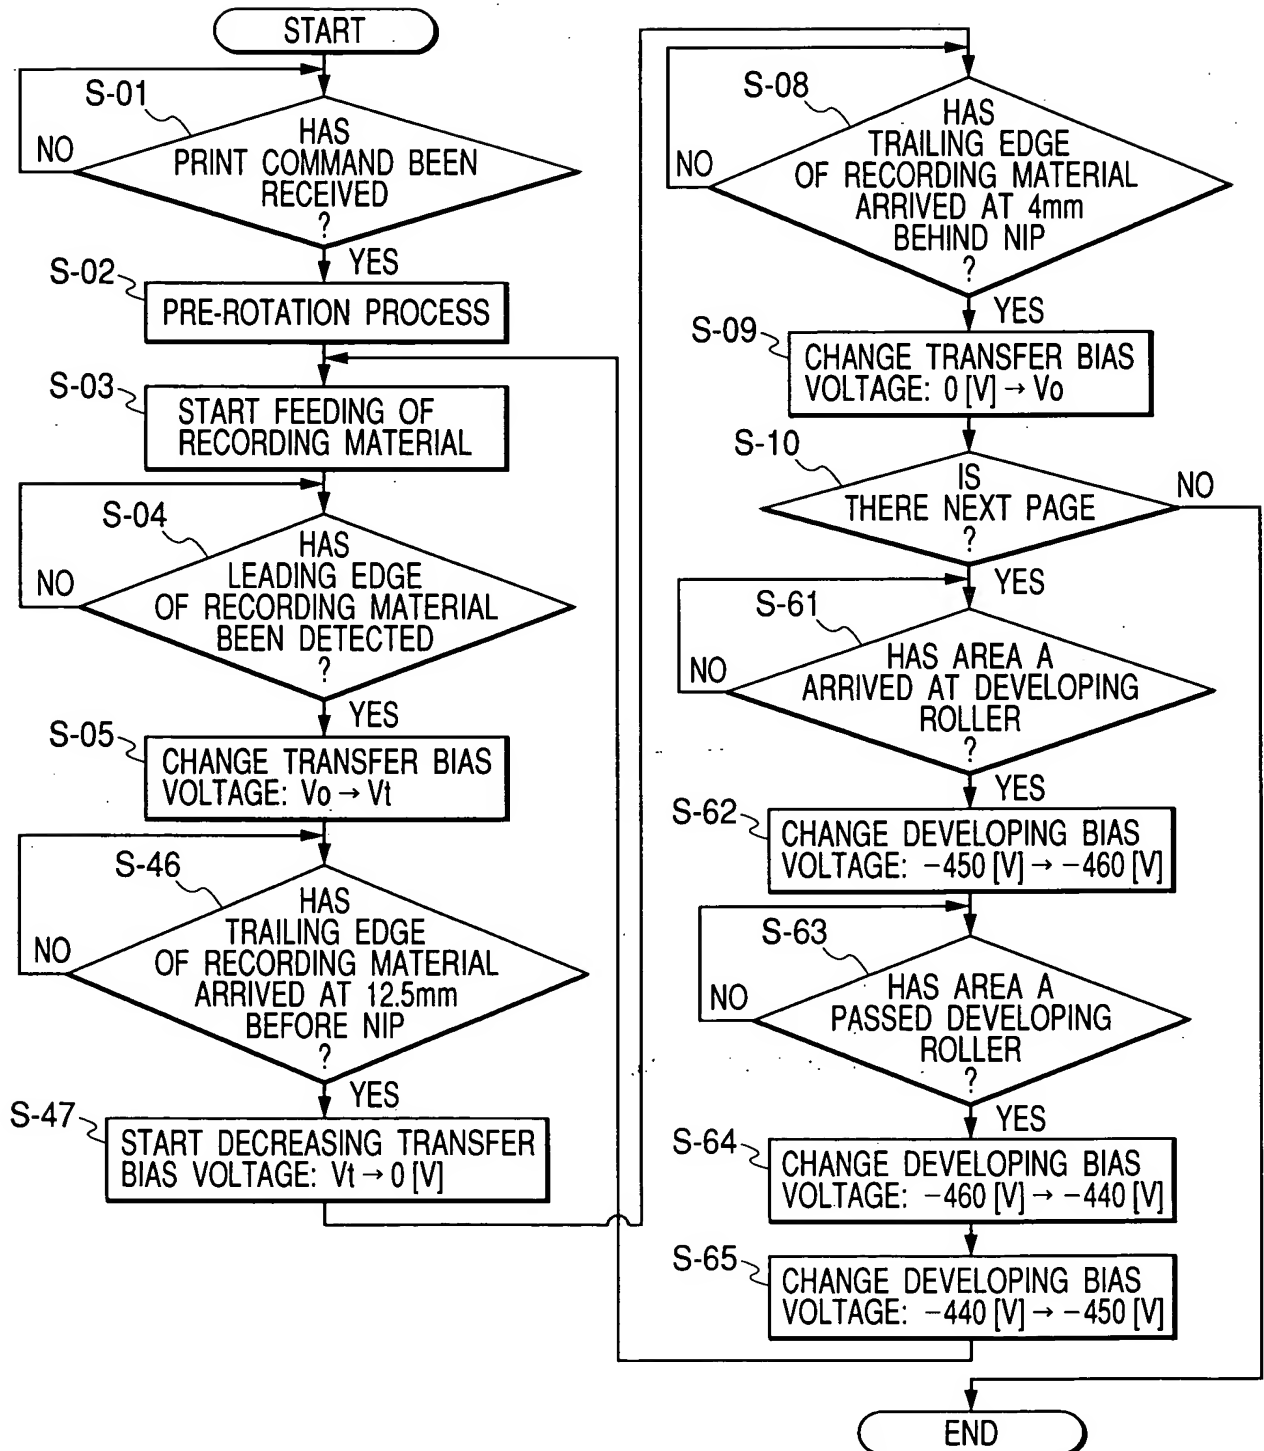 START
S-01
HAS
PRINT COMMAND BEEN
RECEIVED
?
NO
YES
S-02
PRE-ROTATION PROCESS
S-03
START FEEDING OF
RECORDING MATERIAL
S-04
HAS
LEADING EDGE
OF RECORDING MATERIAL
BEEN DETECTED
?
NO
YES
S-05
CHANGE TRANSFER BIAS
VOLTAGE: Vo → Vt
S-46
HAS
TRAILING EDGE
OF RECORDING MATERIAL
ARRIVED AT 12.5mm
BEFORE NIP
?
NO
YES
S-47
START DECREASING TRANSFER
BIAS VOLTAGE: Vt → 0 [V]
S-08
HAS
TRAILING EDGE
OF RECORDING MATERIAL
ARRIVED AT 4mm
BEHIND NIP
?
NO
YES
S-09
CHANGE TRANSFER BIAS
VOLTAGE: 0 [V] → Vo
S-10
IS
THERE NEXT PAGE
?
NO
YES
S-61
HAS AREA A
ARRIVED AT DEVELOPING
ROLLER
?
NO
YES
S-62
CHANGE DEVELOPING BIAS
VOLTAGE: −450 [V] → −460 [V]
S-63
HAS AREA A
PASSED DEVELOPING
ROLLER
?
NO
YES
S-64
CHANGE DEVELOPING BIAS
VOLTAGE: −460 [V] → −440 [V]
S-65
CHANGE DEVELOPING BIAS
VOLTAGE: −440 [V] → −450 [V]
END